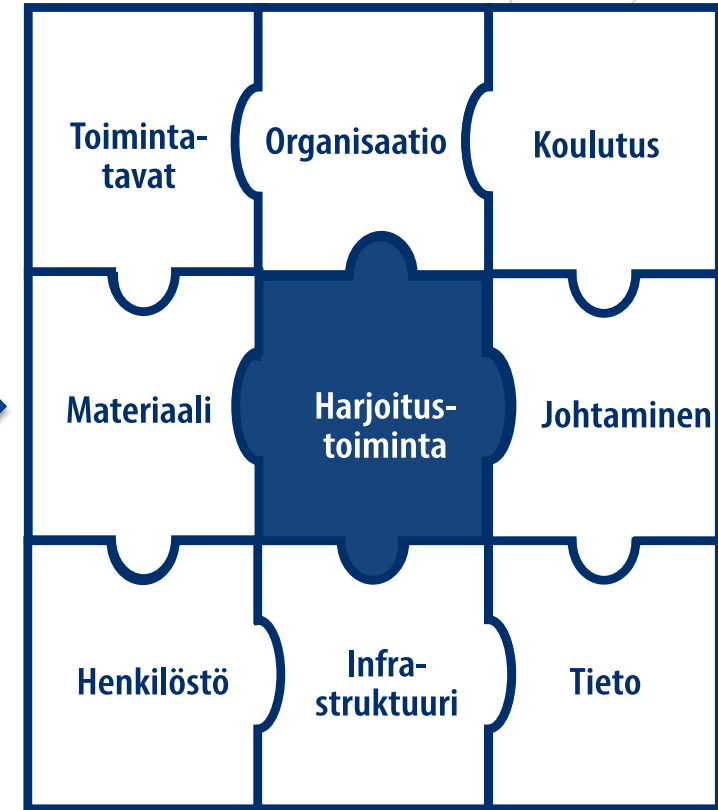 Toiminta-
tavat
Organisaatio
Koulutus
Materiaali
Harjoitus-
toiminta
Johtaminen
Henkilöstö
Infra-
struktuuri
Tieto